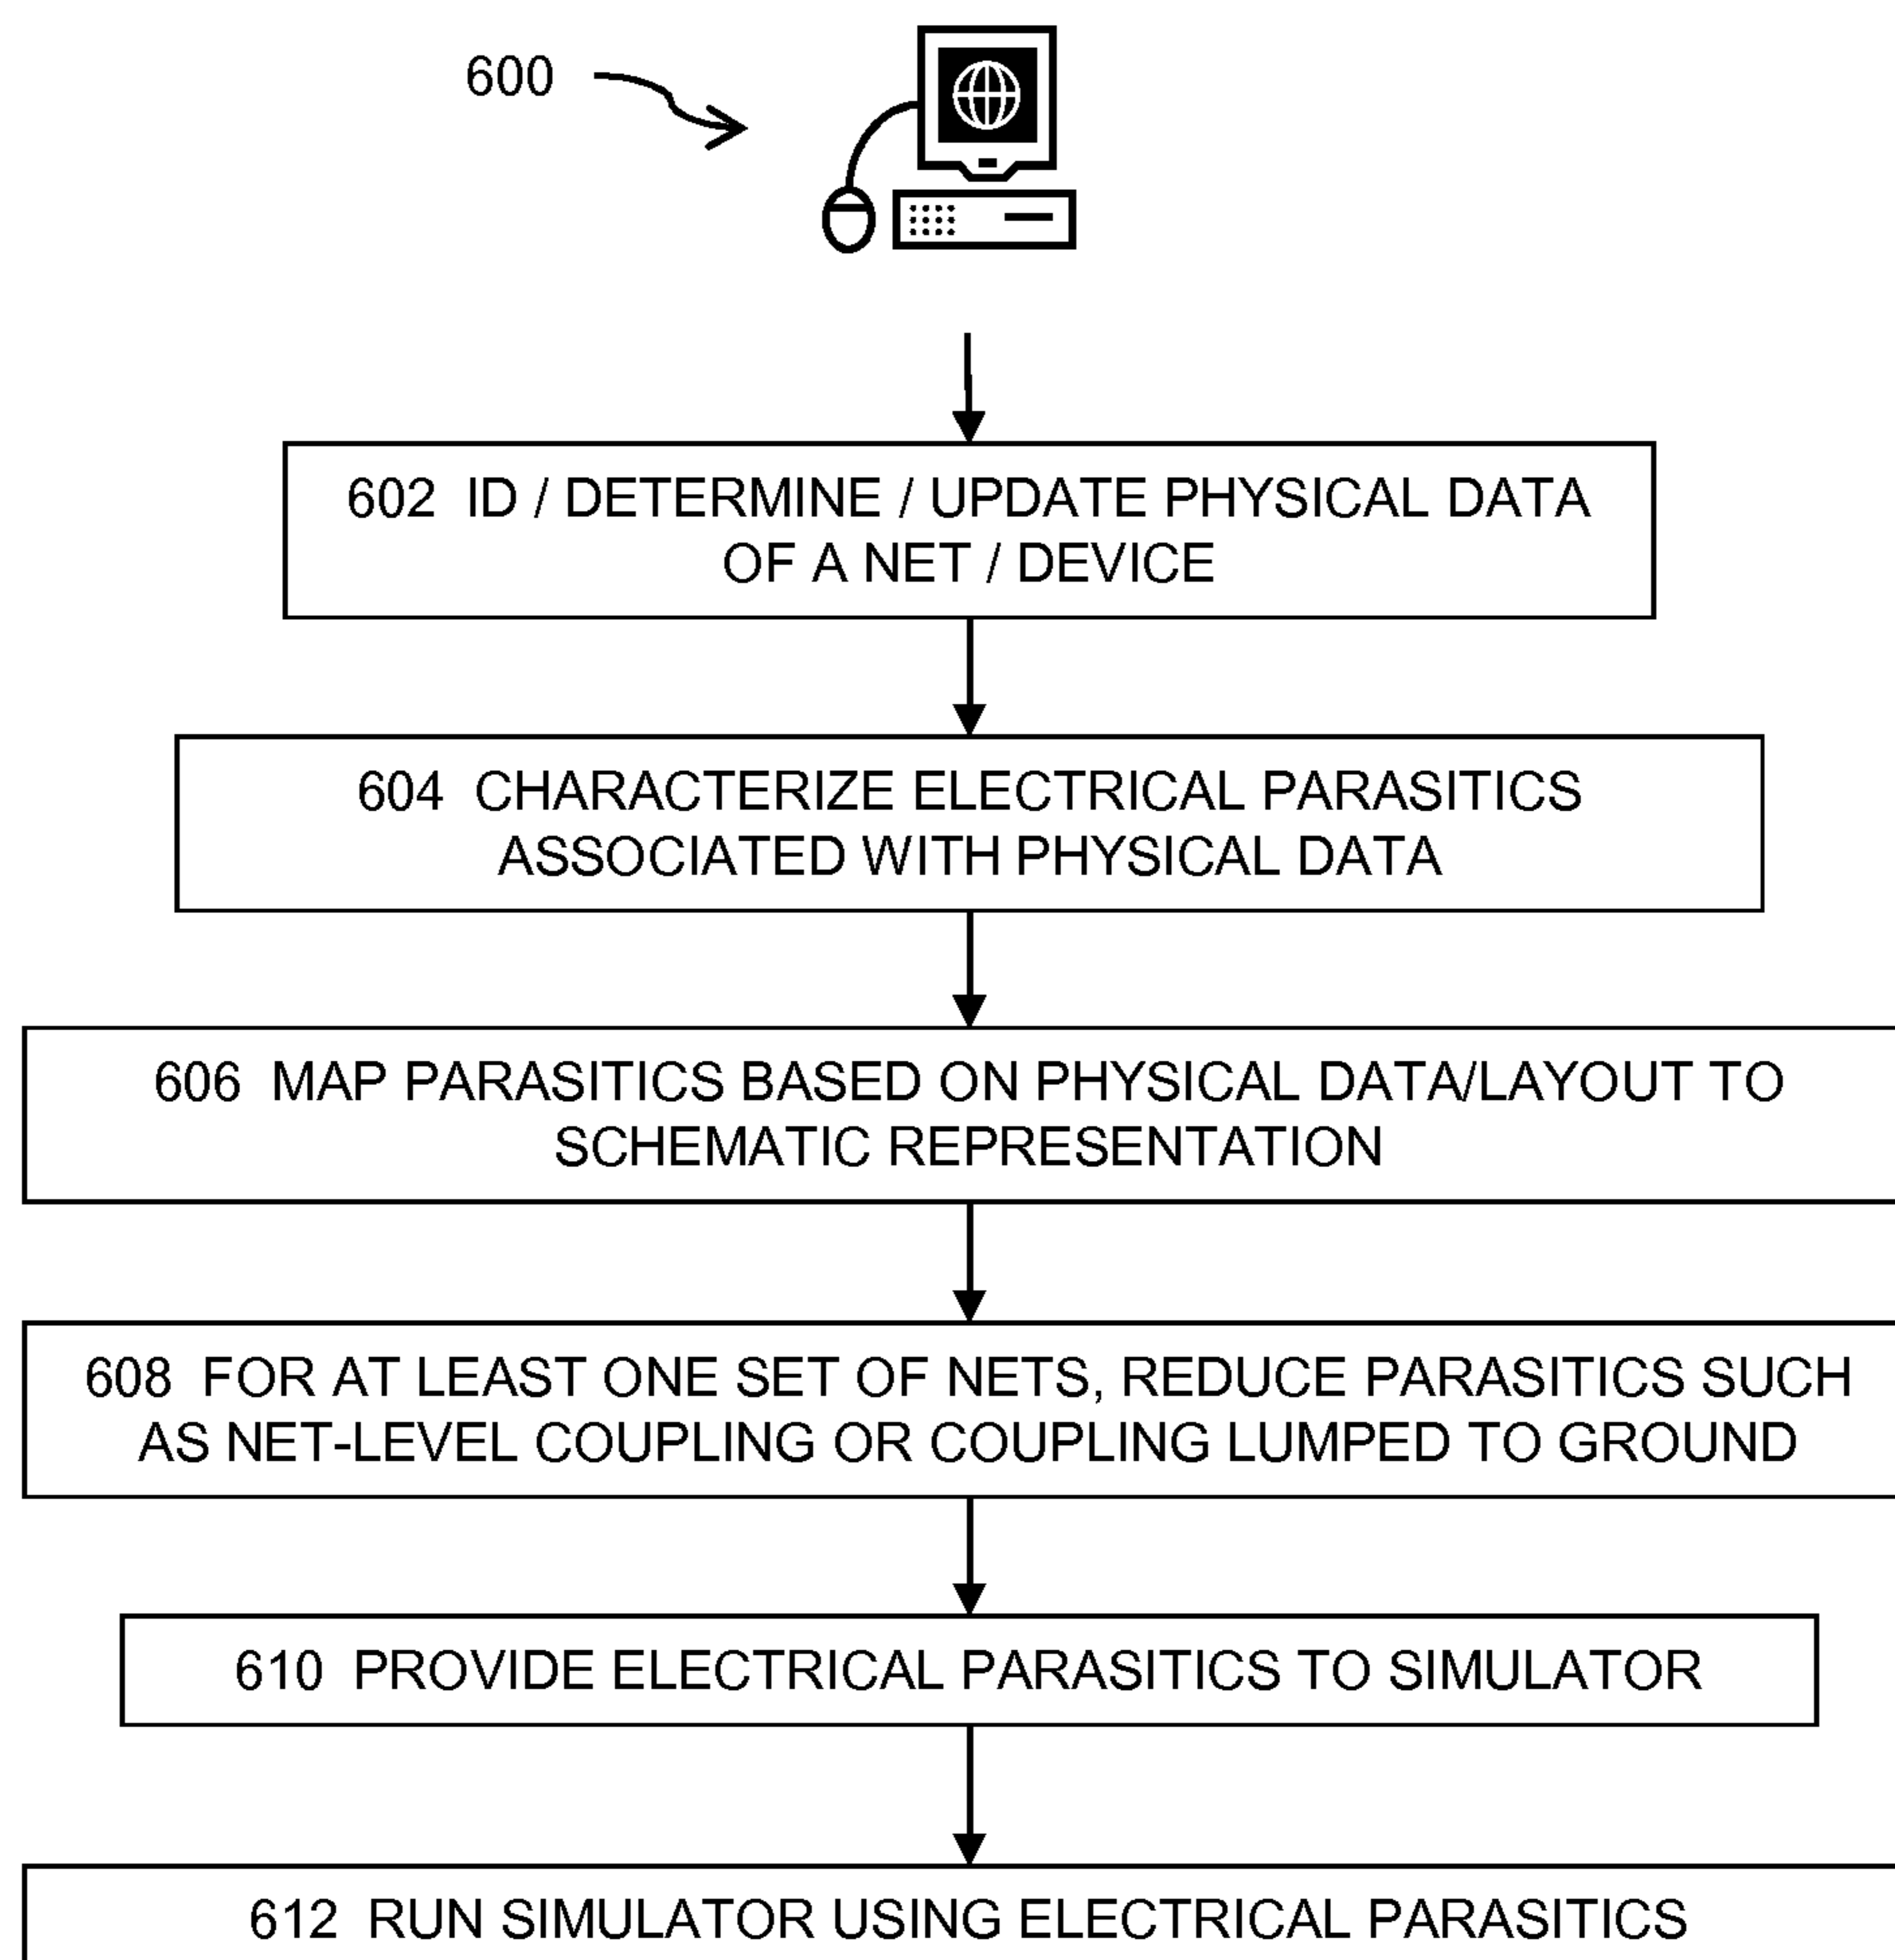 600
602 ID / DETERMINE / UPDATE PHYSICAL DATA
OF A NET / DEVICE
604 CHARACTERIZE ELECTRICAL PARASITICS
ASSOCIATED WITH PHYSICAL DATA
606 MAP PARASITICS BASED ON PHYSICAL DATA/LAYOUT TO
SCHEMATIC REPRESENTATION
608 FOR AT LEAST ONE SET OF NETS, REDUCE PARASITICS SUCH
AS NET-LEVEL COUPLING OR COUPLING LUMPED TO GROUND
610 PROVIDE ELECTRICAL PARASITICS TO SIMULATOR
612 RUN SIMULATOR USING ELECTRICAL PARASITICS